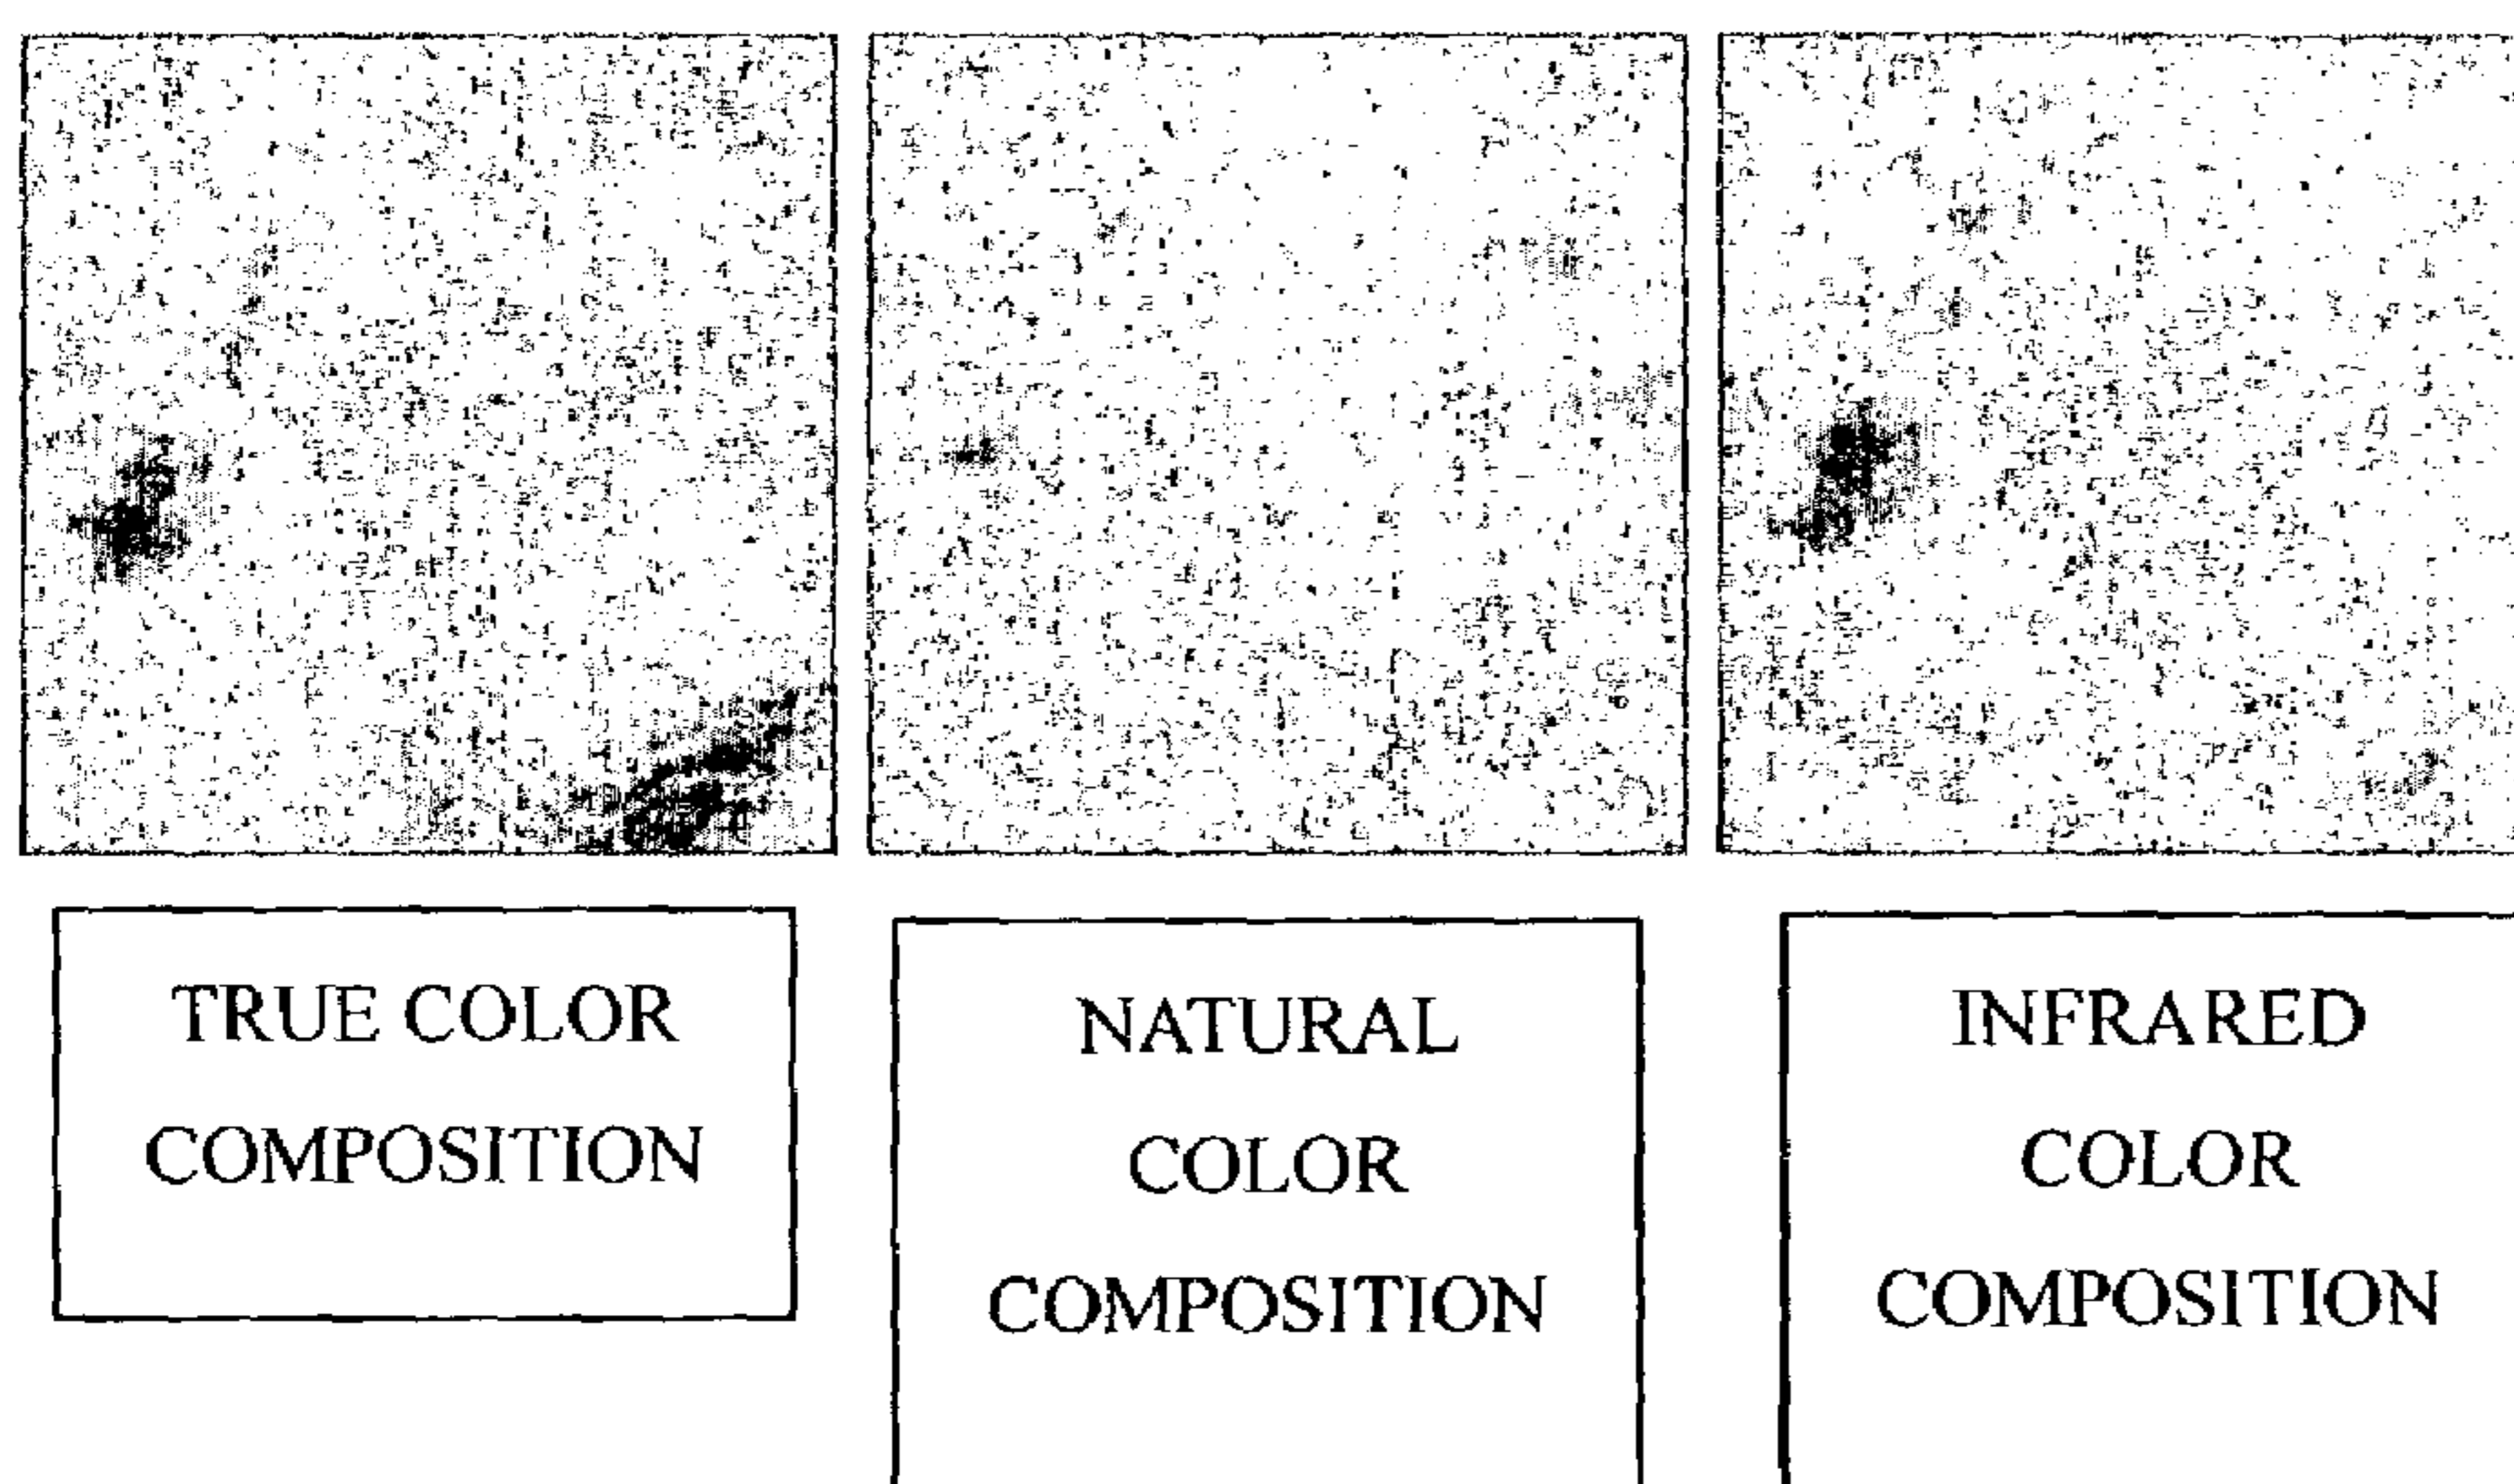 TRUE COLOR
COMPOSITION
NATURAL
COLOR
COMPOSITION
INFRARED
COLOR
COMPOSITION